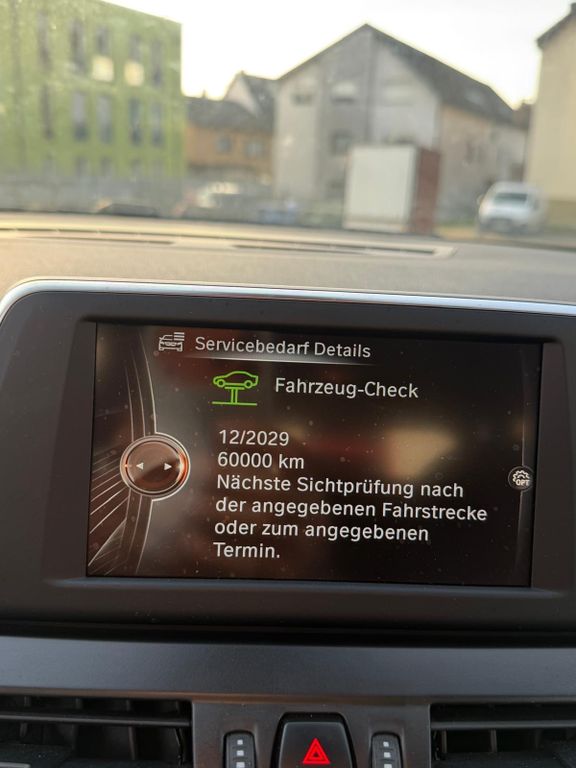 Servicebedarf Details
Fahrzeug-Check
12/2029
60000 km
Nächste Sichtprüfung nach
der angegebenen Fahrstrecke
oder zum angegebenen
Termin.
OPT